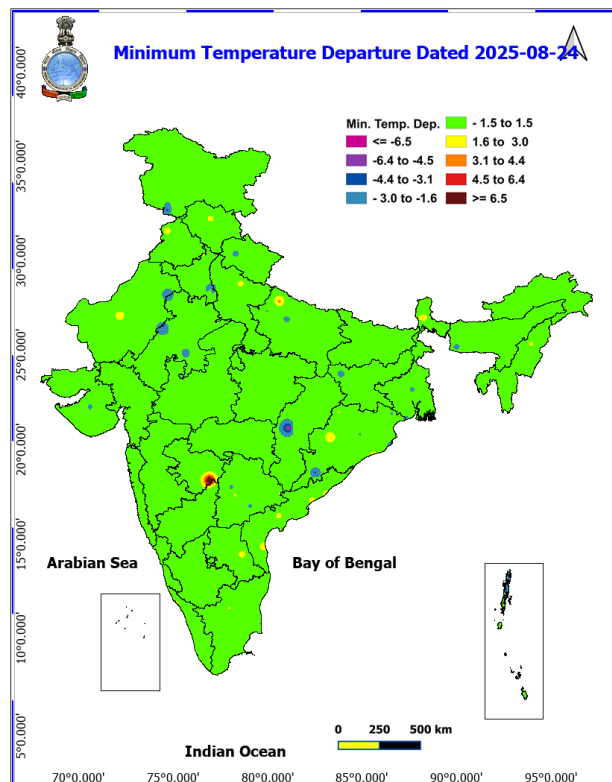 Minimum Temperature Departure Dated 2025-08-24
Min. Temp. Dep.
<= -6.5
-6.4 to -4.5
-4.4 to -3.1
- 3.0 to -1.6
- 1.5 to 1.5
1.6 to 3.0
3.1 to 4.4
4.5 to 6.4
>= 6.5
40°0.000'
35°0.000'
30°0.000'
25°0.000'
20°0.000'
15°0.000'
10°0.000'
5°0.000'
Arabian Sea
Bay of Bengal
0 250 500 km
Indian Ocean
70°0.000' 75°0.000' 80°0.000' 85°0.000' 90°0.000' 95°0.000'